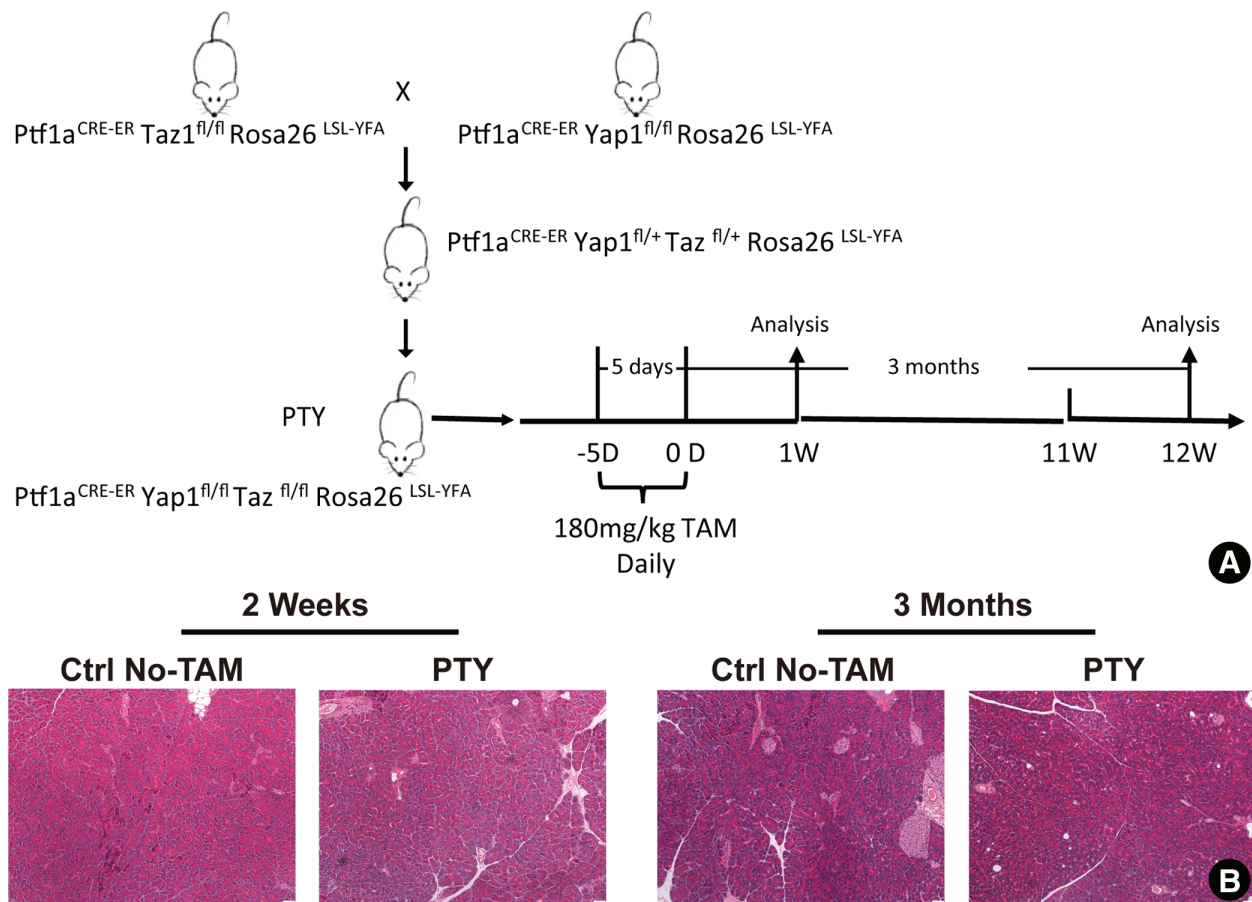 X
Ptf1a^CRE-ER Taz1^fl/fl Rosa26 ^LSL-YFA
Ptf1a^CRE-ER Yap1^fl/fl Rosa26 ^LSL-YFA
Ptf1a^CRE-ER Yap1^fl/+ Taz ^fl/+ Rosa26 ^LSL-YFA
Analysis
Analysis
5 days
3 months
PTY
-5D
0 D
1W
11W
12W
Ptf1a^CRE-ER Yap1^fl/fl Taz ^fl/fl Rosa26 ^LSL-YFA
180mg/kg TAM
Daily
A
2 Weeks
3 Months
Ctrl No-TAM
PTY
Ctrl No-TAM
PTY
B